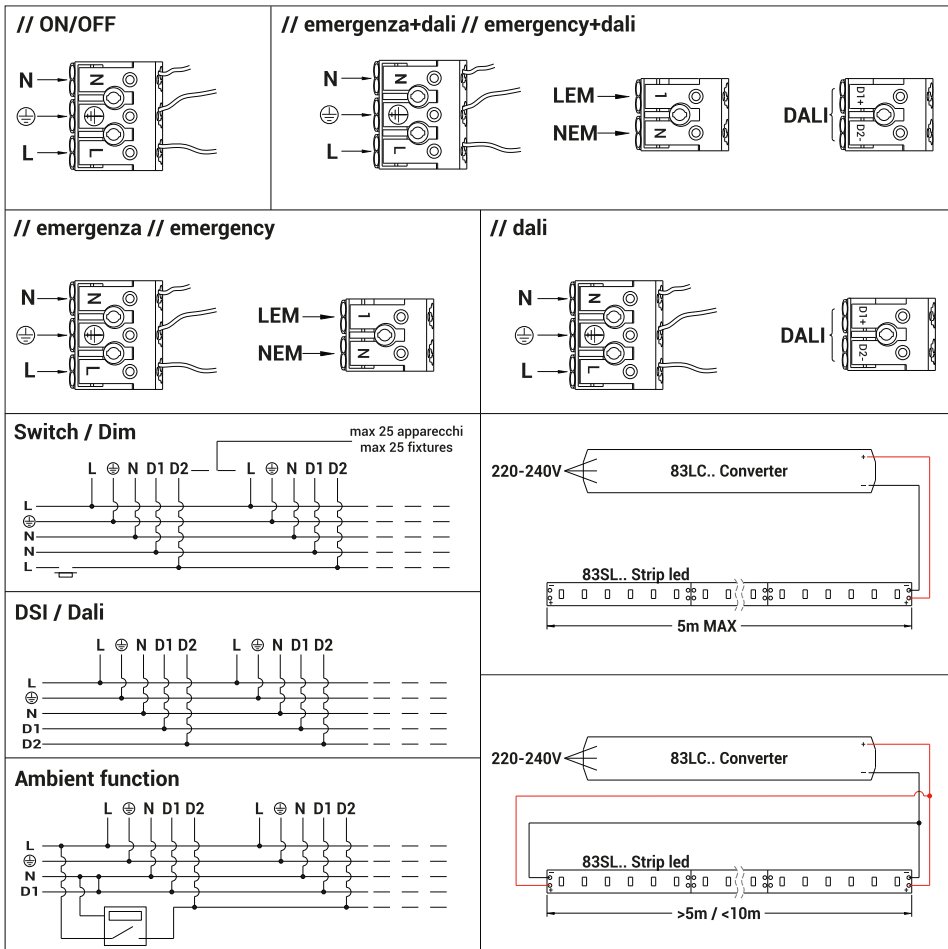 // ON/OFF
N
L
N
L
// emergenza+dali // emergency+dali
N
L
N
L
LEM
NEM
1
N
DALI
D1+
D2-
// emergenza // emergency
N
L
N
L
LEM
NEM
1
N
// dali
N
L
N
L
DALI
D1+
D2-
Switch / Dim
max 25 apparecchi
max 25 fixtures
L N D1 D2 L N D1 D2
L
N
N
L
220-240V 83LC.. Converter + -
83SL.. Strip led
- + - +
5m MAX
DSI / Dali
L N D1 D2 L N D1 D2
L
N
D1
D2
Ambient function
L N D1 D2 L N D1 D2
L
N
D1
220-240V 83LC.. Converter + -
83SL.. Strip led
- + - +
>5m / <10m